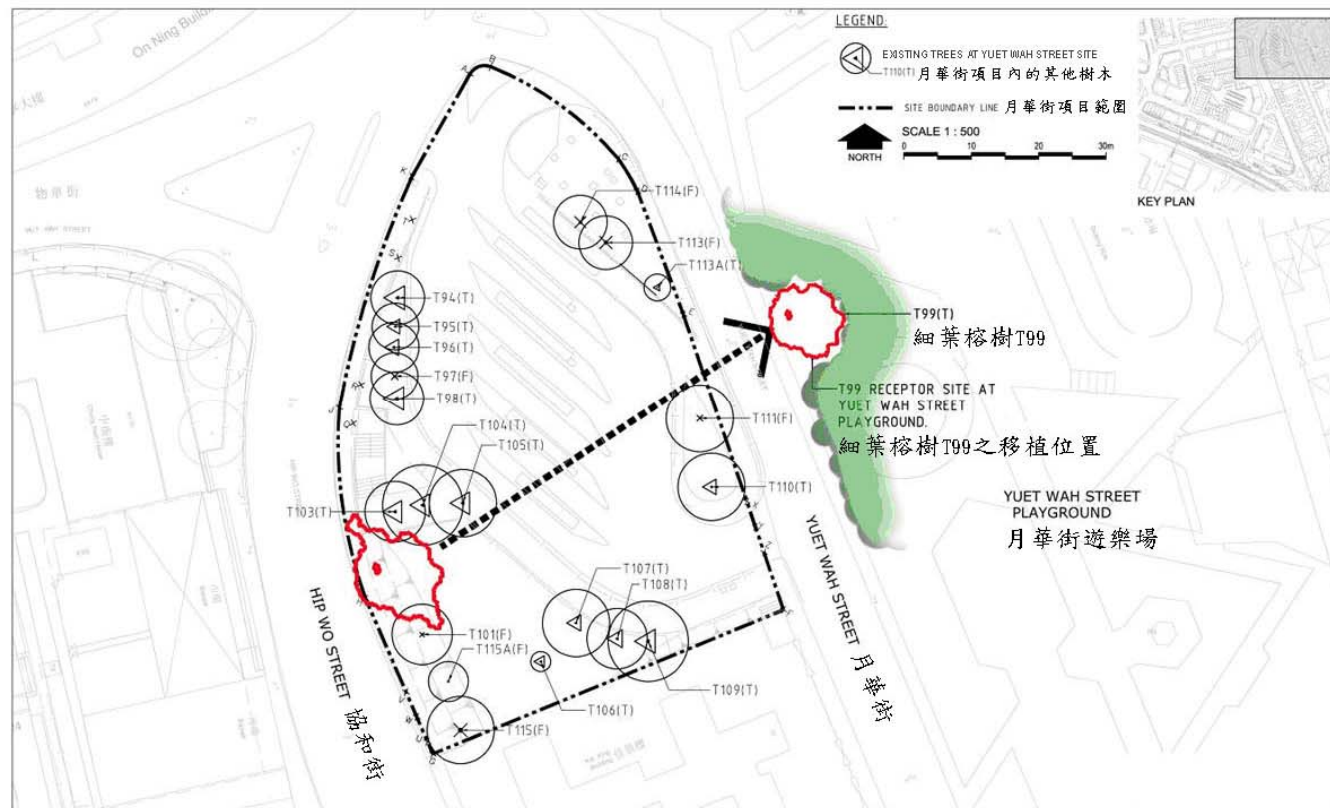 On Ning Building
LEGEND:
EXISTING TREES AT YUET WAH STREET SITE
T110(T) 月華街項目內的其他樹木
SITE BOUNDARY LINE 月華街項目範圍
SCALE 1 : 500
NORTH
0 10 20 30m
KEY PLAN
物華街
T114(F)
T113(F)
T113A(T)
T94(T)
T95(T)
T96(T)
T97(F)
T98(T)
T99(T)
細葉榕樹T99
T99 RECEPTOR SITE AT
YUET WAH STREET
PLAYGROUND.
細葉榕樹T99之移植位置
T104(T)
T105(T)
T111(F)
T110(T)
T103(T)
YUET WAH STREET
PLAYGROUND
月華街遊樂場
T107(T)
T108(T)
T101(F)
T115A(F)
T109(T)
T106(T)
T115(F)
HIP WO STREET 協和街
YUET WAH STREET 月華街